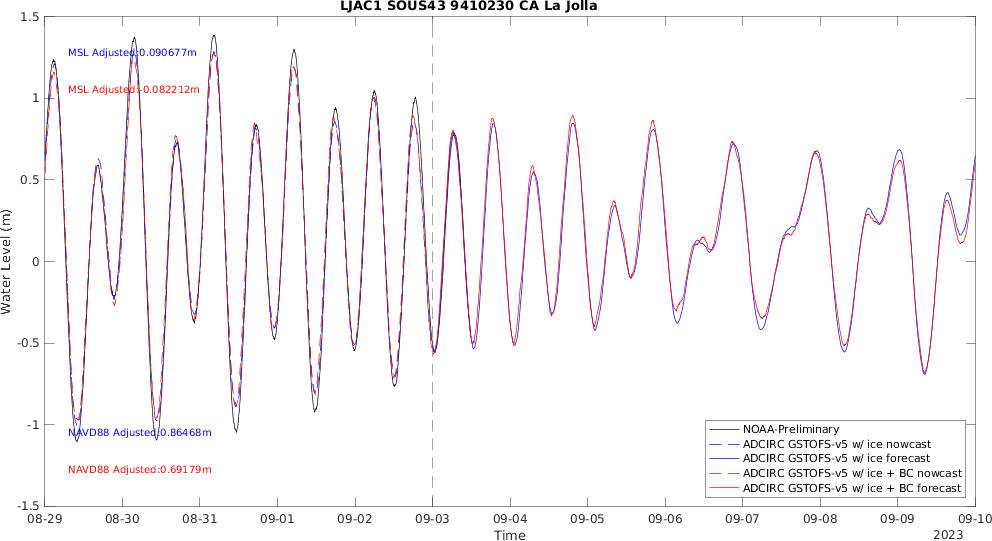 LJAC1 SOUS43 9410230 CA La Jolla
1.5
MSL Adjusted:0.090677m
MSL Adjusted:-0.082212m
1
0.5
Water Level (m)
0
-0.5
-1
NAVD88 Adjusted:0.86468m
NAVD88 Adjusted:0.69179m
-1.5
NOAA-Preliminary
ADCIRC GSTOFS-v5 w/ ice nowcast
ADCIRC GSTOFS-v5 w/ ice forecast
ADCIRC GSTOFS-v5 w/ ice + BC nowcast
ADCIRC GSTOFS-v5 w/ ice + BC forecast
08-29 08-30 08-31 09-01 09-02 09-03 09-04 09-05 09-06 09-07 09-08 09-09 09-10
Time
2023